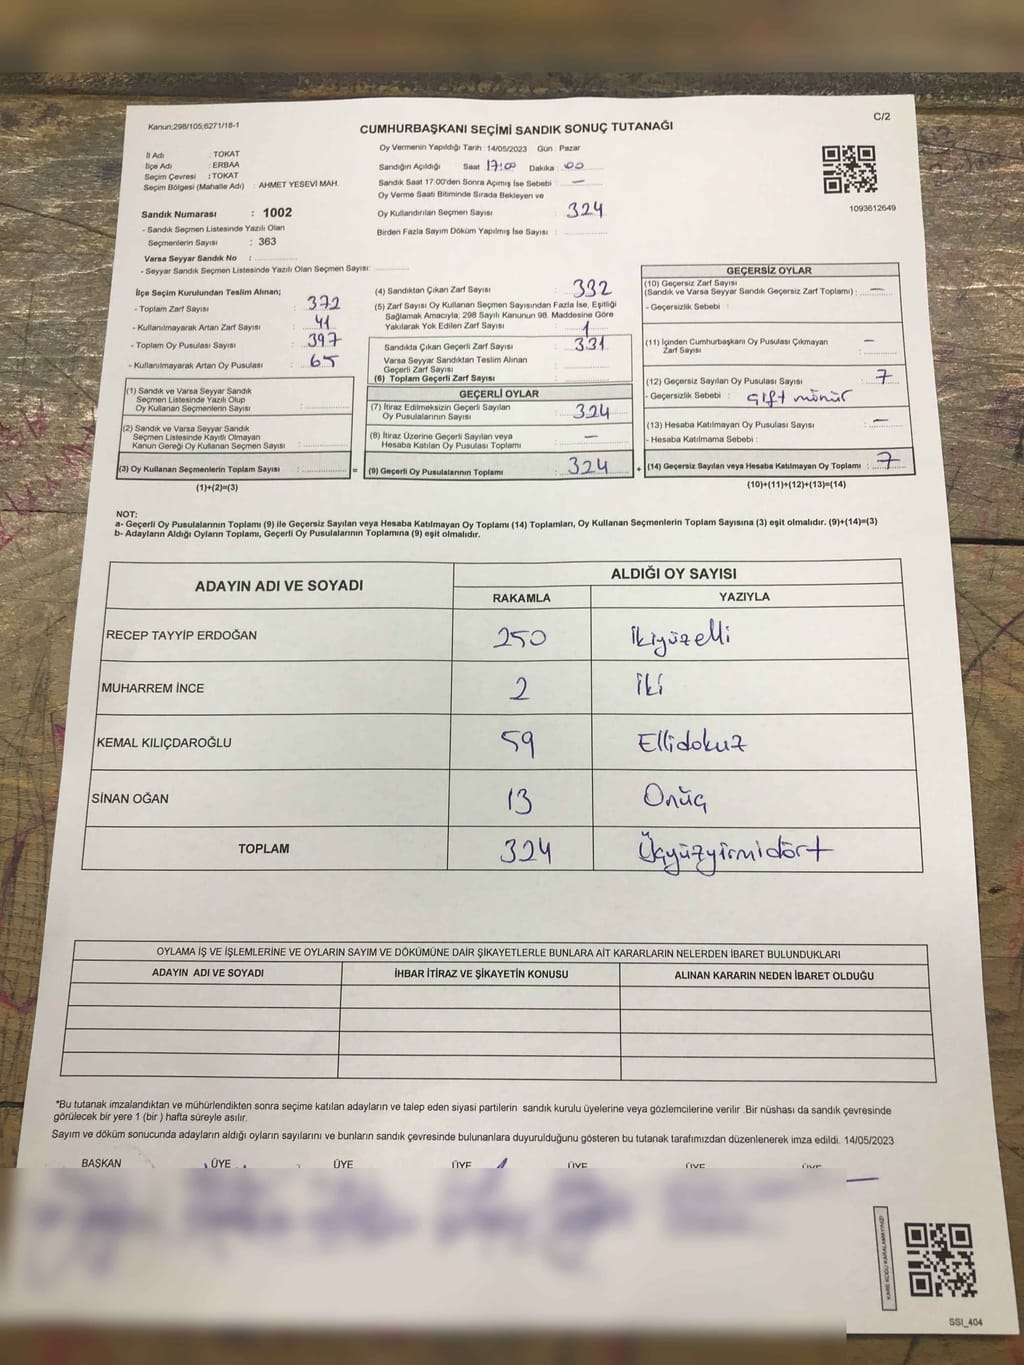 Kanun;298/105;6271/18-1
CUMHURBAŞKANI SEÇİMİ SANDIK SONUÇ TUTANAĞI
C/2
İl Adı : TOKAT
İlçe Adı : ERBAA
Seçim Çevresi : TOKAT
Seçim Bölgesi (Mahalle Adı) : AHMET YESEVİ MAH.
Sandık Numarası : 1002
- Sandık Seçmen Listesinde Yazılı Olan
Seçmenlerin Sayısı : 363
Varsa Seyyar Sandık No :
- Seyyar Sandık Seçmen Listesinde Yazılı Olan Seçmen Sayısı:
Oy Vermenin Yapıldığı Tarih :14/05/2023 Gün : Pazar
Sandığın Açıldığı Saat 17:00 Dakika : 00
Sandık Saat 17:00'den Sonra Açımış İse Sebebi : —
Oy Verme Saati Bitiminde Sırada Bekleyen ve
Oy Kullandırılan Seçmen Sayısı : 324
Birden Fazla Sayım Döküm Yapılmış İse Sayısı :
1093612649
İlçe Seçim Kurulundan Teslim Alınan;
- Toplam Zarf Sayısı : 372
- Kullanılmayarak Artan Zarf Sayısı : 41
- Toplam Oy Pusulası Sayısı : 397
- Kullanılmayarak Artan Oy Pusulası : 65
(1) Sandık ve Varsa Seyyar Sandık
Seçmen Listesinde Yazılı Olup
Oy Kullanan Seçmenlerin Sayısı :
(2) Sandık ve Varsa Seyyar Sandık
Seçmen Listesinde Kayıtlı Olmayan
Kanun Gereği Oy Kullanan Seçmen Sayısı :
(3) Oy Kullanan Seçmenlerin Toplam Sayısı : =
(1)+(2)=(3)
(4) Sandıktan Çıkan Zarf Sayısı : 332
(5) Zarf Sayısı Oy Kullanan Seçmen Sayısından Fazla İse, Eşitliği
Sağlamak Amacıyla, 298 Sayılı Kanunun 98. Maddesine Göre
Yakılarak Yok Edilen Zarf Sayısı : 1
Sandıkta Çıkan Geçerli Zarf Sayısı : 331
Varsa Seyyar Sandıktan Teslim Alınan
Geçerli Zarf Sayısı :
(6) Toplam Geçerli Zarf Sayısı :
GEÇERLİ OYLAR
(7) İtiraz Edilmeksizin Geçerli Sayılan
Oy Pusulalarının Sayısı : 324
(8) İtiraz Üzerine Geçerli Sayılan veya
Hesaba Katılan Oy Pusulası Toplamı : —
(9) Geçerli Oy Pusulalarının Toplamı : 324 +
GEÇERSİZ OYLAR
(10) Geçersiz Zarf Sayısı
(Sandık ve Varsa Seyyar Sandık Geçersiz Zarf Toplamı) : —
- Geçersizlik Sebebi :
(11) İçinden Cumhurbaşkanı Oy Pusulası Çıkmayan —
Zarf Sayısı :
(12) Geçersiz Sayılan Oy Pusulası Sayısı : 7
- Geçersizlik Sebebi : çift mühür
(13) Hesaba Katılmayan Oy Pusulası Sayısı : —
- Hesaba Katılmama Sebebi :
(14) Geçersiz Sayılan veya Hesaba Katılmayan Oy Toplamı : 7
(10)+(11)+(12)+(13)=(14)
NOT:
a- Geçerli Oy Pusulalarının Toplamı (9) ile Geçersiz Sayılan veya Hesaba Katılmayan Oy Toplamı (14) Toplamları, Oy Kullanan Seçmenlerin Toplam Sayısına (3) eşit olmalıdır. (9)+(14)=(3)
b- Adayların Aldığı Oyların Toplamı, Geçerli Oy Pusulalarının Toplamına (9) eşit olmalıdır.
ADAYIN ADI VE SOYADI ALDIĞI OY SAYISI
RAKAMLA YAZIYLA
RECEP TAYYİP ERDOĞAN 250 İkiyüzelli
MUHARREM İNCE 2 İki
KEMAL KILIÇDAROĞLU 59 Ellidokuz
SİNAN OĞAN 13 Onüç
TOPLAM 324 Üçyüzyirmidört
OYLAMA İŞ VE İŞLEMLERİNE VE OYLARIN SAYIM VE DÖKÜMÜNE DAİR ŞİKAYETLERLE BUNLARA AİT KARARLARIN NELERDEN İBARET BULUNDUKLARI
ADAYIN ADI VE SOYADI İHBAR İTİRAZ VE ŞİKAYETİN KONUSU ALINAN KARARIN NEDEN İBARET OLDUĞU
*Bu tutanak imzalandıktan ve mühürlendikten sonra seçime katılan adayların ve talep eden siyasi partilerin sandık kurulu üyelerine veya gözlemcilerine verilir .Bir nüshası da sandık çevresinde
görülecek bir yere 1 (bir ) hafta süreyle asılır.
Sayım ve döküm sonucunda adayların aldığı oyların sayılarını ve bunların sandık çevresinde bulunanlara duyurulduğunu gösteren bu tutanak tarafımızdan düzenlenerek imza edildi. 14/05/2023
BAŞKAN ÜYE ÜYE ÜYE ÜYE ÜYE ÜYE
KARE KODU KARALAMAYINIZ!
SSI_404